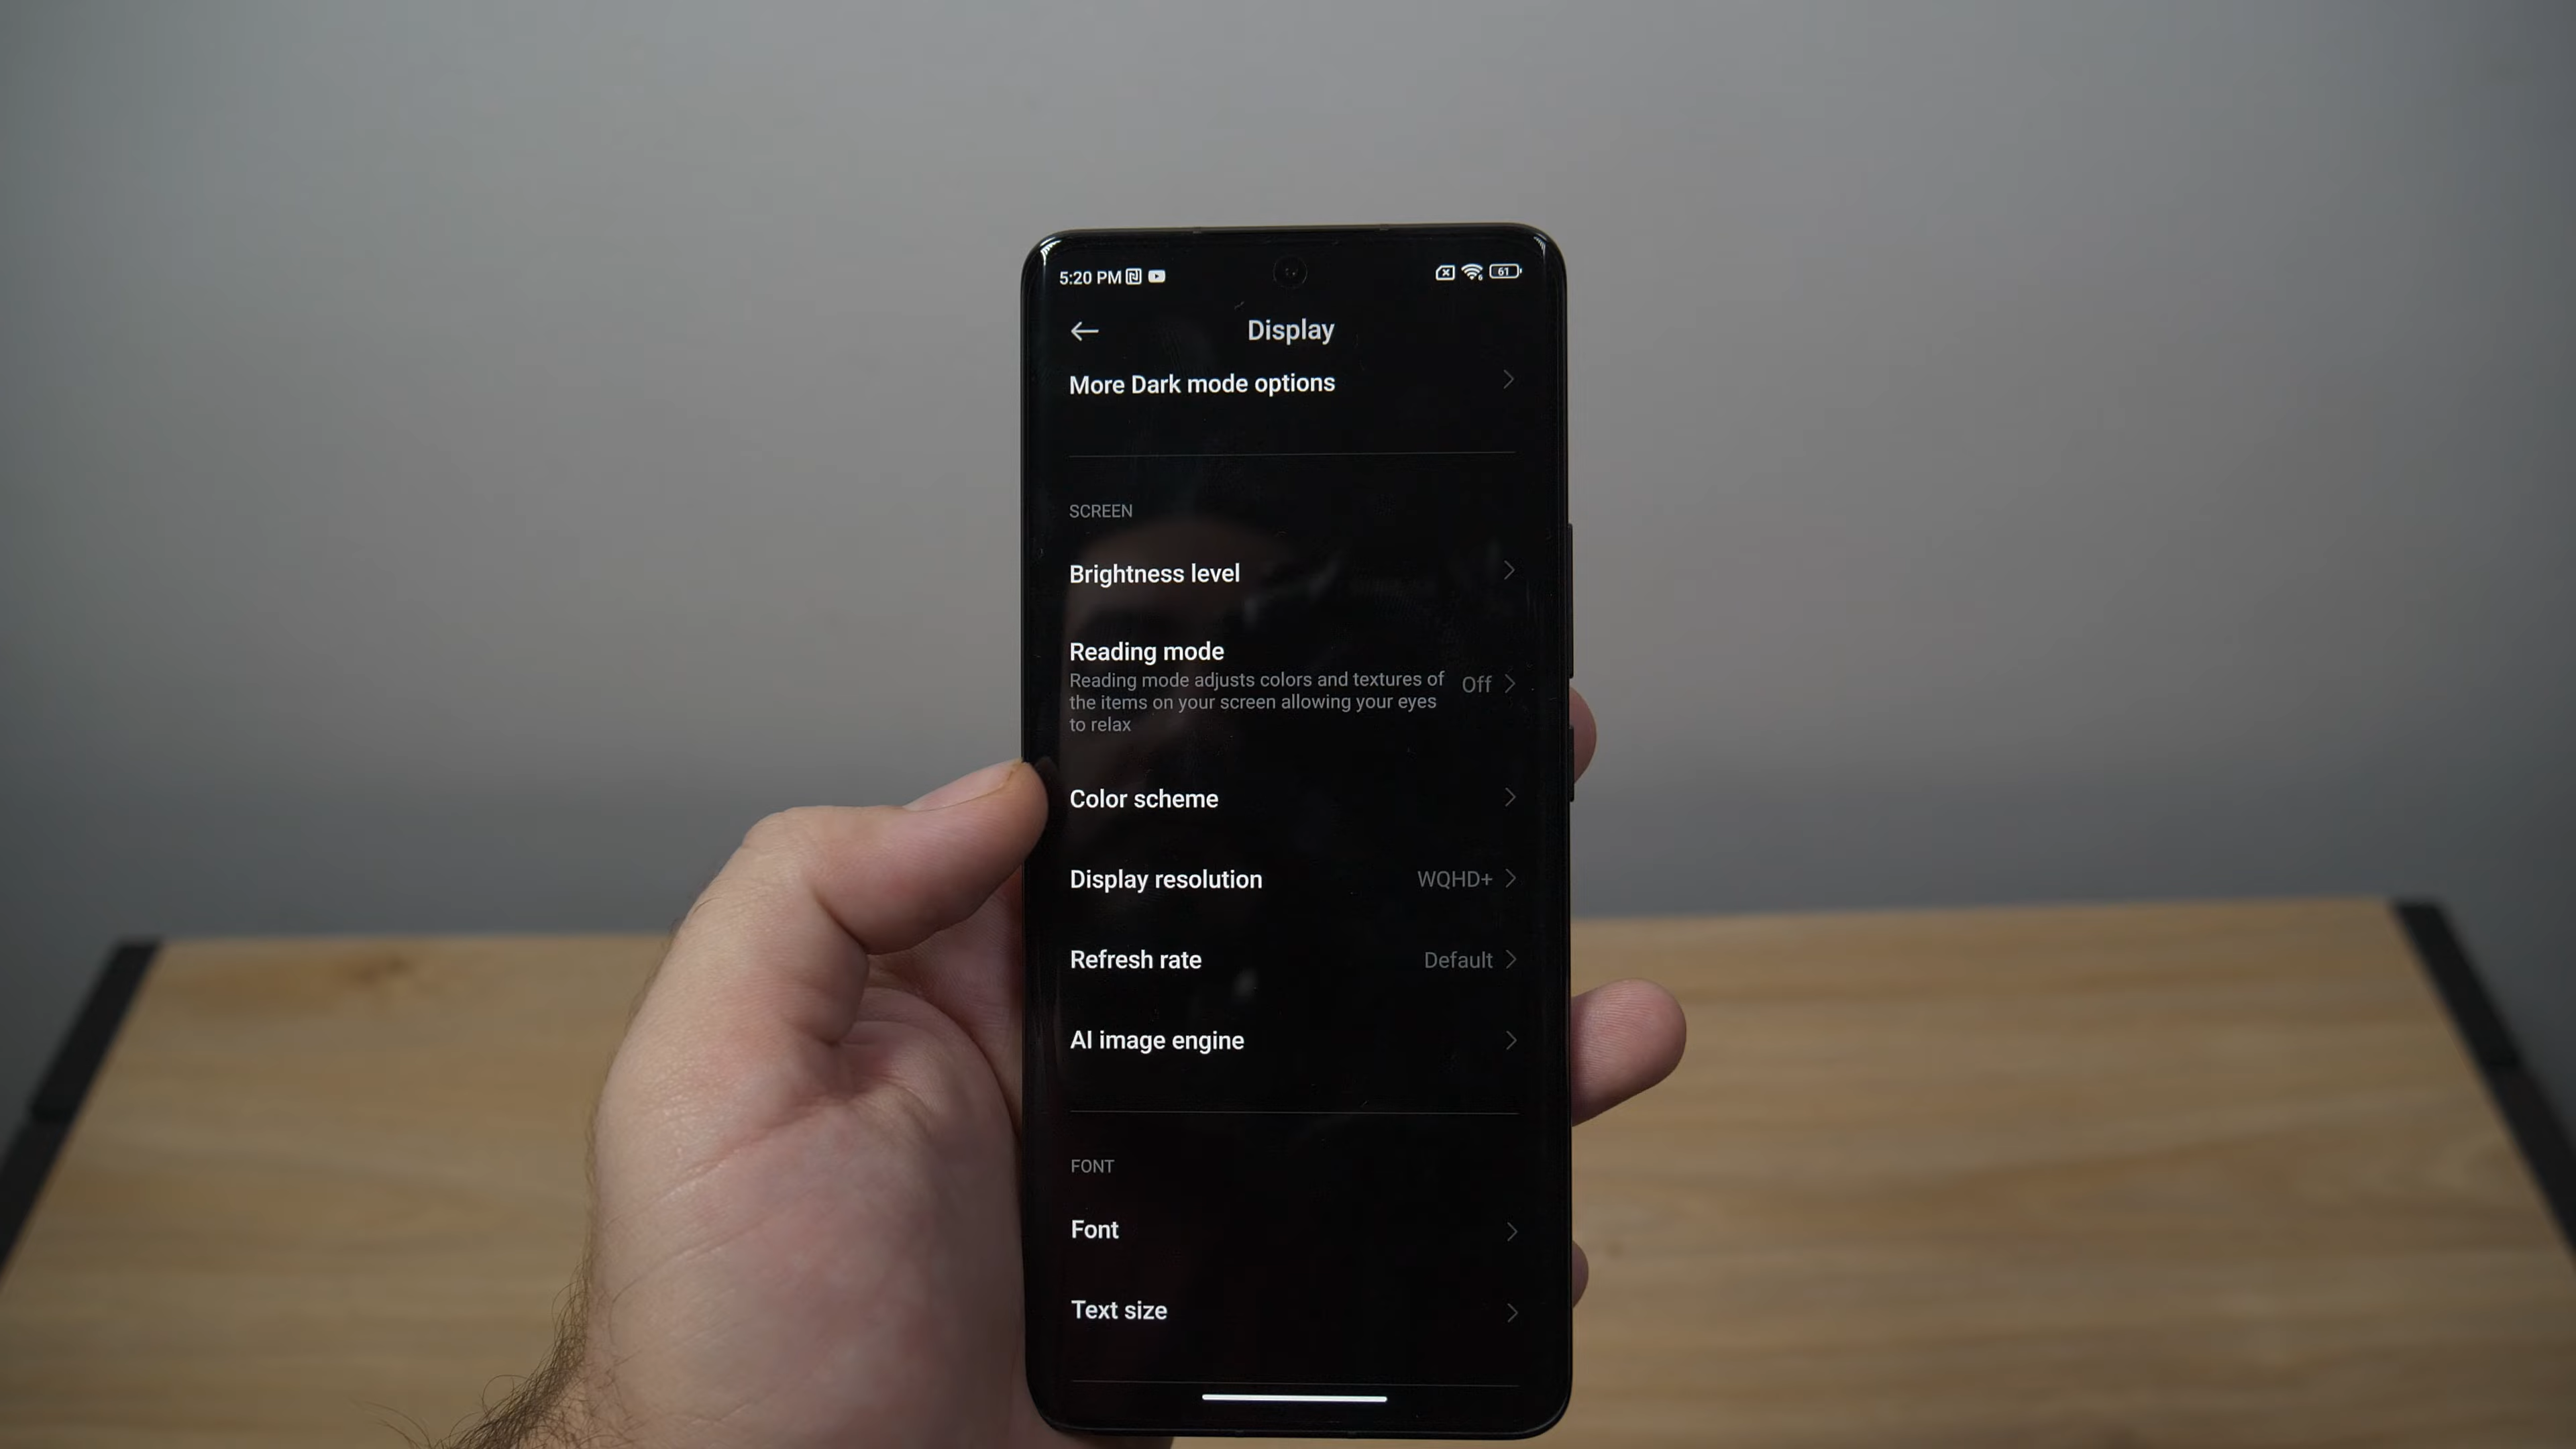 5:20 PM
61
Display
More Dark mode options
SCREEN
Brightness level
Reading mode
Reading mode adjusts colors and textures of
the items on your screen allowing your eyes
to relax
Off
Color scheme
Display resolution WQHD+
Refresh rate Default
AI image engine
FONT
Font
Text size